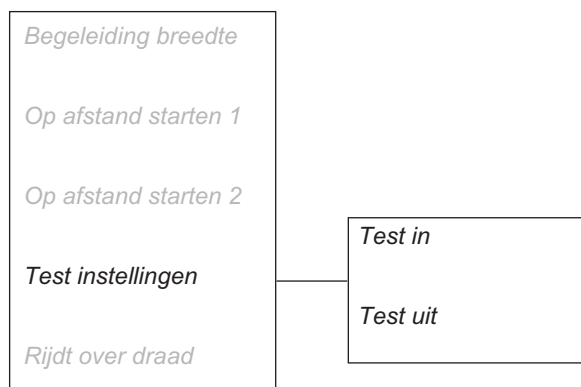 Begeleiding breedte
Op afstand starten 1
Op afstand starten 2
Test instellingen
Rijdt over draad
Test in
Test uit